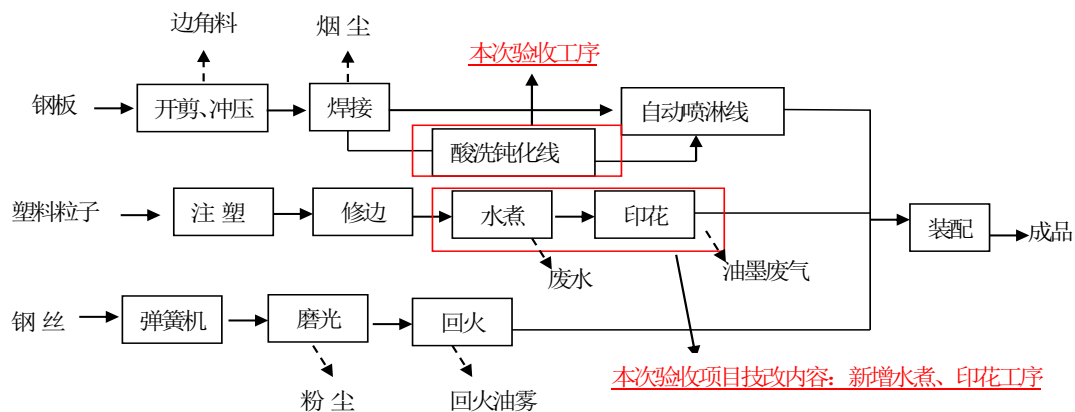 边角料
烟 尘
本次验收工序
钢板
开剪、冲压
焊接
自动喷淋线
酸洗钝化线
塑料粒子
注 塑
修边
水煮
印花
装配
成品
废水
油墨废气
钢 丝
弹簧机
磨光
回火
本次验收项目技改内容：新增水煮、印花工序
粉 尘
回火油雾